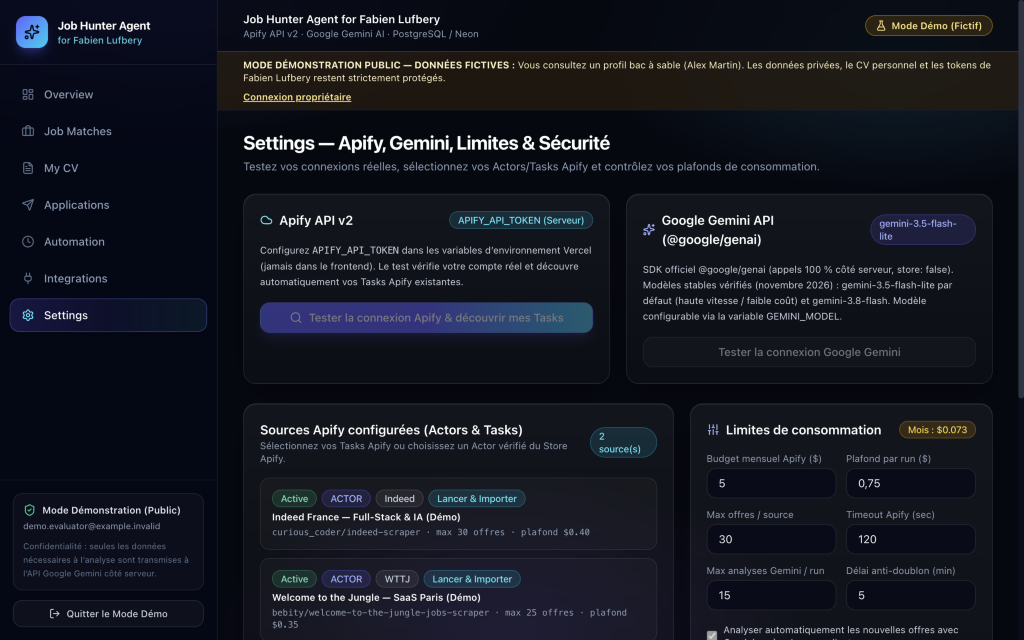 Job Hunter Agent
for Fabien Lufbery
Overview
Job Matches
My CV
Applications
Automation
Integrations
Settings
Mode Démonstration (Public)
demo.evaluator@example.invalid
Confidentialité : seules les données
nécessaires à l'analyse sont transmises à
l'API Google Gemini côté serveur.
Quitter le Mode Démo
Job Hunter Agent for Fabien Lufbery
Apify API v2 · Google Gemini AI · PostgreSQL / Neon
Mode Démo (Fictif)
MODE DÉMONSTRATION PUBLIC — DONNÉES FICTIVES : Vous consultez un profil bac à sable (Alex Martin). Les données privées, le CV personnel et les tokens de
Fabien Lufbery restent strictement protégés.
Connexion propriétaire
Settings — Apify, Gemini, Limites & Sécurité
Testez vos connexions réelles, sélectionnez vos Actors/Tasks Apify et contrôlez vos plafonds de consommation.
Apify API v2
APIFY_API_TOKEN (Serveur)
Configurez APIFY_API_TOKEN dans les variables d'environnement Vercel
(jamais dans le frontend). Le test vérifie votre compte réel et découvre
automatiquement vos Tasks Apify existantes.
Tester la connexion Apify & découvrir mes Tasks
Google Gemini API
(@google/genai)
gemini-3.5-flash-
lite
SDK officiel @google/genai (appels 100 % côté serveur, store: false).
Modèles stables vérifiés (novembre 2026) : gemini-3.5-flash-lite par
défaut (haute vitesse / faible coût) et gemini-3.8-flash. Modèle
configurable via la variable GEMINI_MODEL.
Tester la connexion Google Gemini
Sources Apify configurées (Actors & Tasks)
Sélectionnez vos Tasks Apify ou choisissez un Actor vérifié du Store
Apify.
2
source(s)
Active ACTOR Indeed Lancer & Importer
Indeed France — Full-Stack & IA (Démo)
curious_coder/indeed-scraper · max 30 offres · plafond $0.40
Active ACTOR WTTJ Lancer & Importer
Welcome to the Jungle — SaaS Paris (Démo)
bebity/welcome-to-the-jungle-jobs-scraper · max 25 offres · plafond
$0.35
Limites de consommation
Mois : $0.073
Budget mensuel Apify ($) Plafond par run ($)
5 0,75
Max offres / source Timeout Apify (sec)
30 120
Max analyses Gemini / run Délai anti-doublon (min)
15 5
Analyser automatiquement les nouvelles offres avec